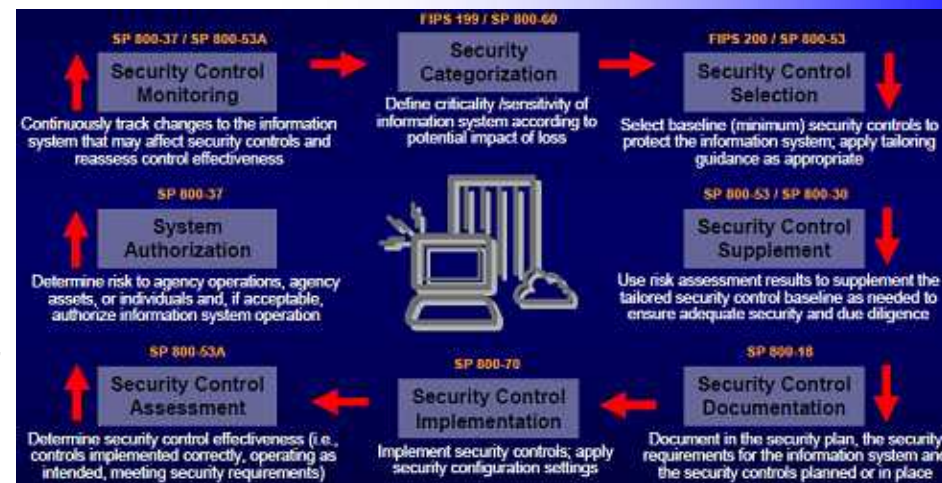 FIPS 199 / SP 800-60
Security
Categorization
Define criticality /sensitivity of
information system according to
potential impact of loss
FIPS 200 / SP 800-53
Security Control
Selection
Select baseline (minimum) security controls to
protect the information system; apply tailoring
guidance as appropriate
SP 800-53 / SP 800-30
Security Control
Supplement
Use risk assessment results to supplement the
tailored security control baseline as needed to
ensure adequate security and due diligence
SP 800-18
Security Control
Documentation
Document in the security plan, the security
requirements for the information system and
the security controls planned or in place
SP 800-70
Security Control
Implementation
Implement security controls; apply
security configuration settings
SP 800-53A
Security Control
Assessment
Determine security control effectiveness (i.e.,
controls implemented correctly, operating as
intended, meeting security requirements)
SP 800-37
System
Authorization
Determine risk to agency operations, agency
assets, or individuals and, if acceptable,
authorize information system operation
SP 800-37 / SP 800-53A
Security Control
Monitoring
Continuously track changes to the information
system that may affect security controls and
reassess control effectiveness